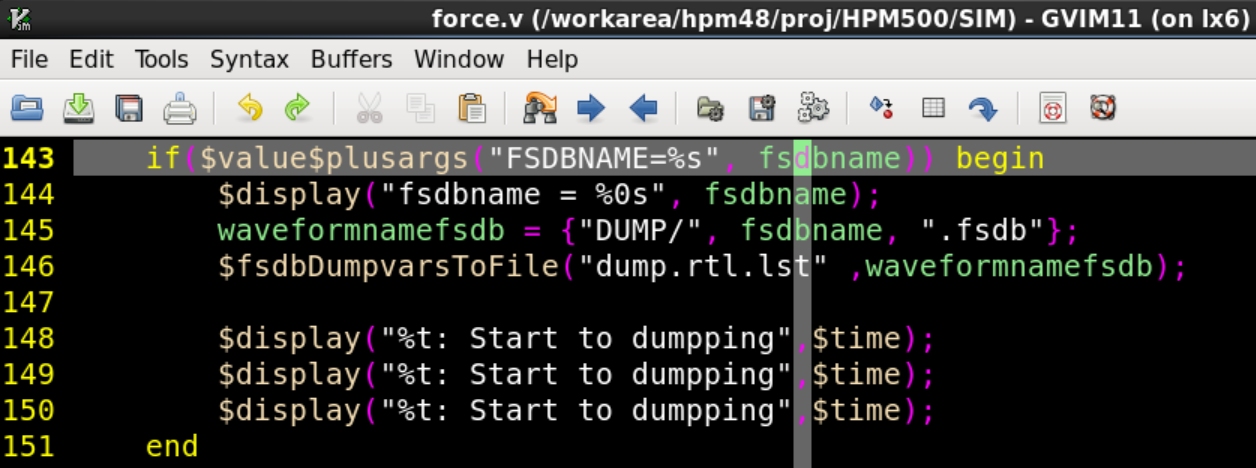 force.v (/workarea/hpm48/proj/HPM500/SIM) - GVIM11 (on lx6)
File Edit Tools Syntax Buffers Window Help
143     if($value$plusargs("FSDBNAME=%s", fsdbname)) begin
144         $display("fsdbname = %0s", fsdbname);
145         waveformnamefsdb = {"DUMP/", fsdbname, ".fsdb"};
146         $fsdbDumpvarsToFile("dump.rtl.lst" ,waveformnamefsdb);
147
148         $display("%t: Start to dumpping",$time);
149         $display("%t: Start to dumpping",$time);
150         $display("%t: Start to dumpping",$time);
151     end